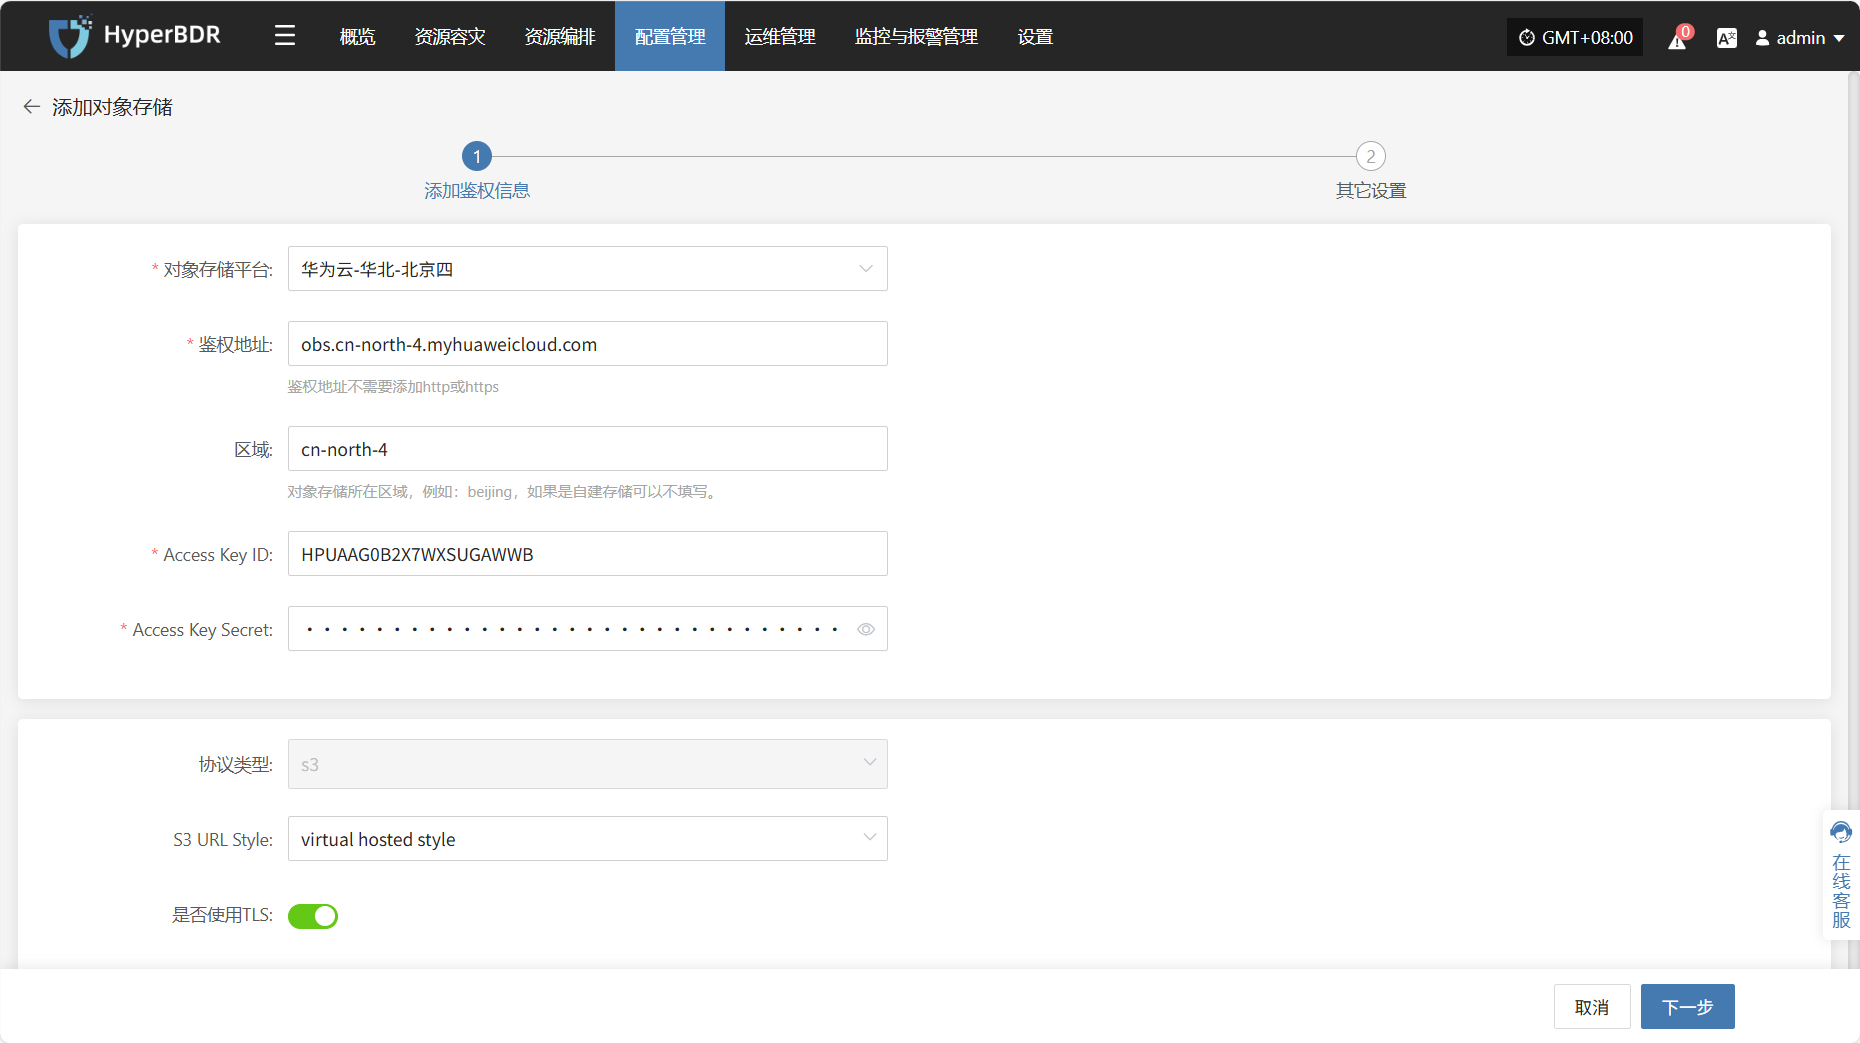 HyperBDR 概览 资源容灾 资源编排 配置管理 运维管理 监控与报警管理 设置 GMT+08:00 0 admin
添加对象存储
1 2
添加鉴权信息 其它设置
* 对象存储平台: 华为云-华北-北京四
* 鉴权地址: obs.cn-north-4.myhuaweicloud.com
鉴权地址不需要添加http或https
区域: cn-north-4
对象存储所在区域，例如：beijing，如果是自建存储可以不填写。
* Access Key ID: HPUAAG0B2X7WXSUGAWWB
* Access Key Secret: • • • • • • • • • • • • • • • • • • • • • • • • • • • • • • •
协议类型: s3
S3 URL Style: virtual hosted style
是否使用TLS:
在线客服
取消 下一步